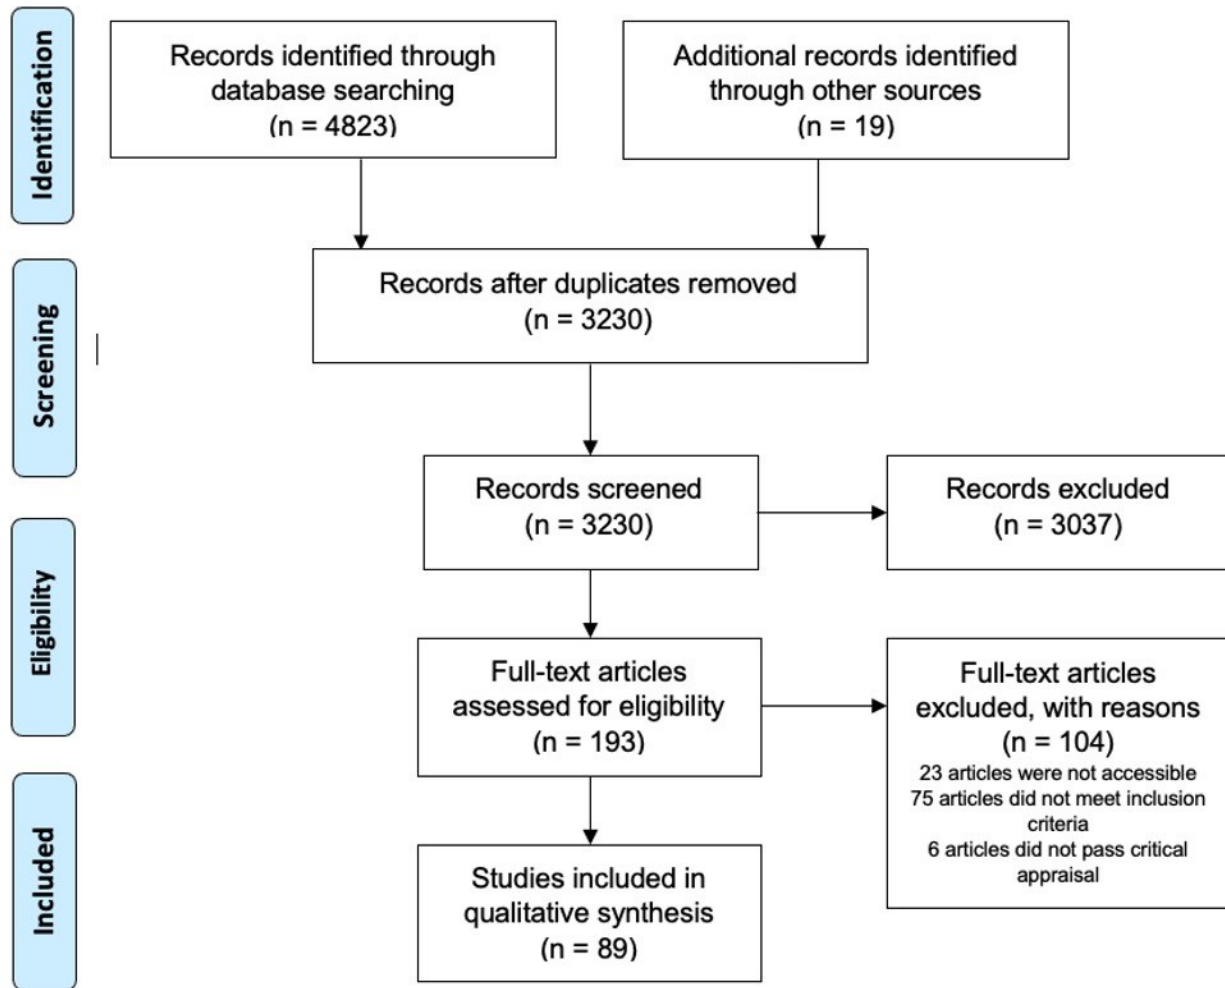 Identification
Records identified through
database searching
(n = 4823)
Additional records identified
through other sources
(n = 19)
Screening
Records after duplicates removed
(n = 3230)
Records screened
(n = 3230)
Records excluded
(n = 3037)
Eligibility
Full-text articles
assessed for eligibility
(n = 193)
Full-text articles
excluded, with reasons
(n = 104)
23 articles were not accessible
75 articles did not meet inclusion
criteria
6 articles did not pass critical
appraisal
Included
Studies included in
qualitative synthesis
(n = 89)